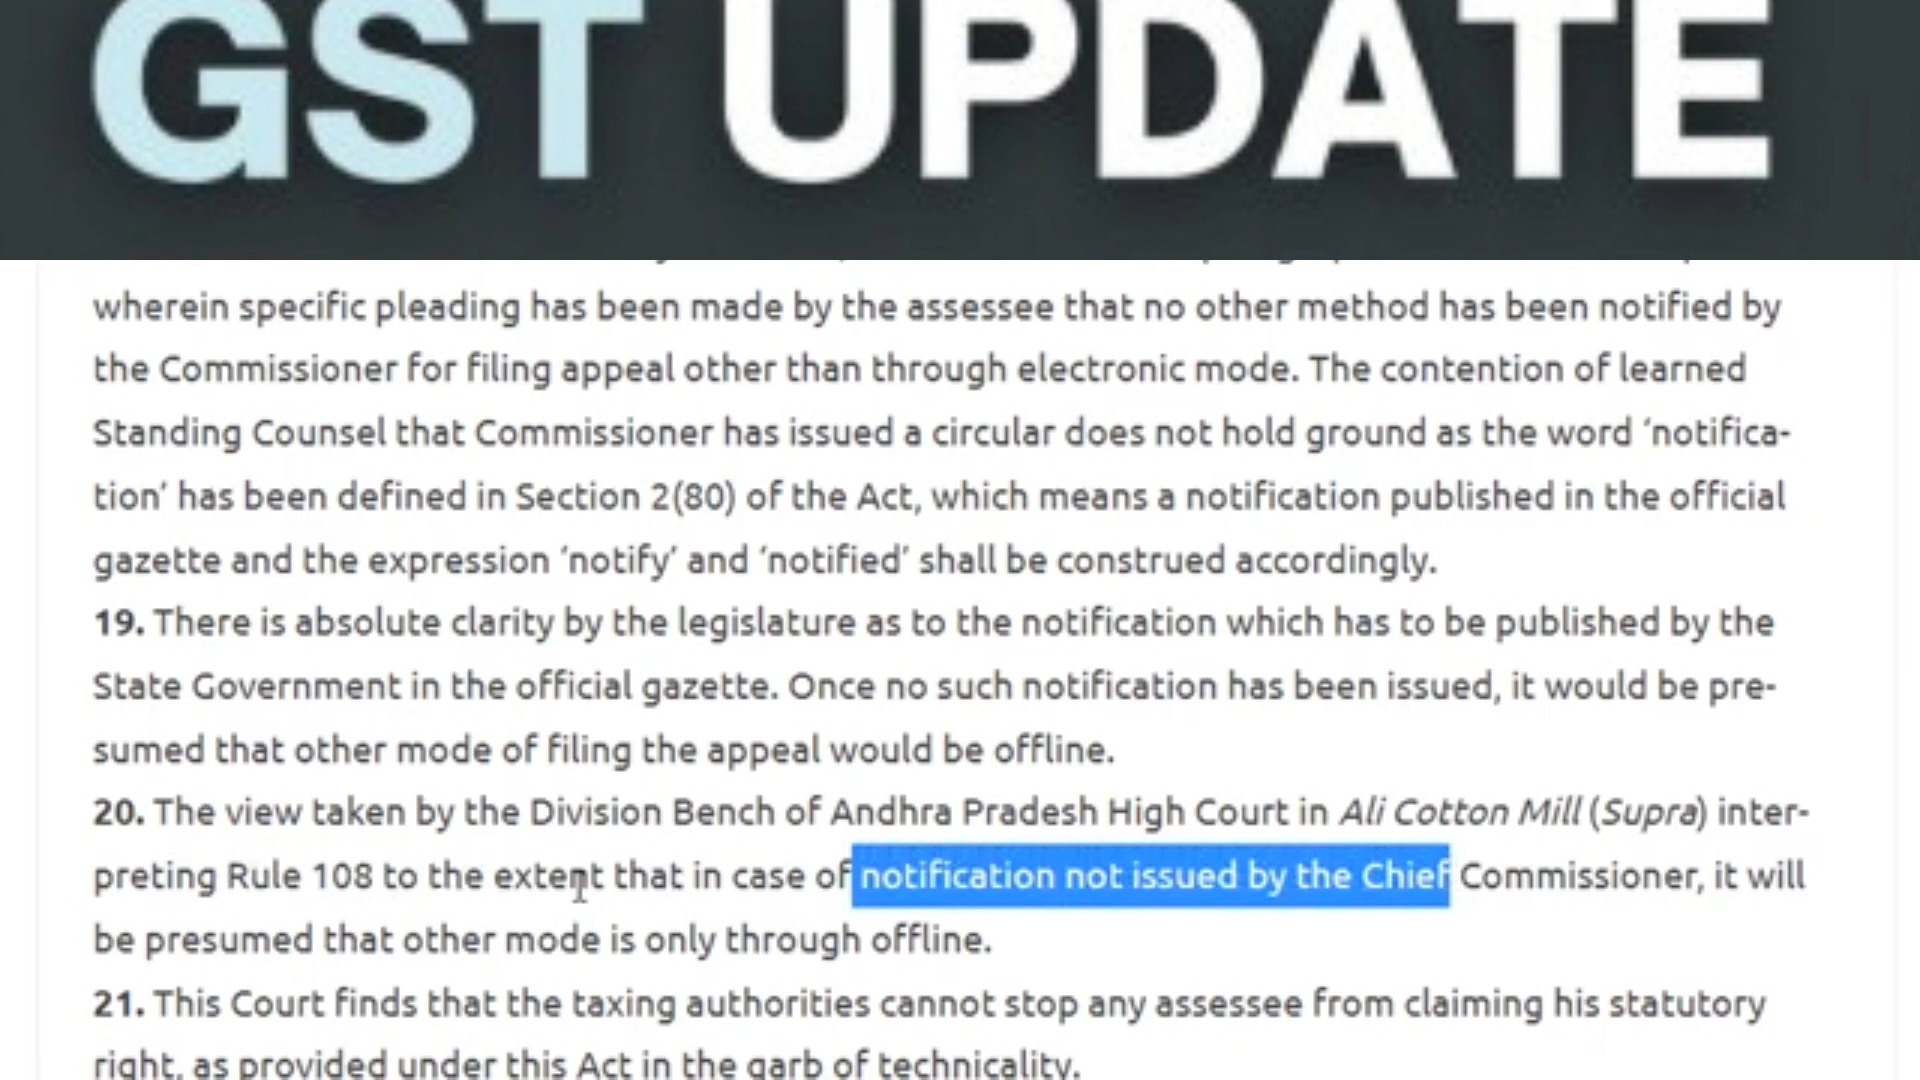 GST UPDATE
wherein specific pleading has been made by the assessee that no other method has been notified by
the Commissioner for filing appeal other than through electronic mode. The contention of learned
Standing Counsel that Commissioner has issued a circular does not hold ground as the word ‘notifica-
tion’ has been defined in Section 2(80) of the Act, which means a notification published in the official
gazette and the expression ‘notify’ and ‘notified’ shall be construed accordingly.
19. There is absolute clarity by the legislature as to the notification which has to be published by the
State Government in the official gazette. Once no such notification has been issued, it would be pre-
sumed that other mode of filing the appeal would be offline.
20. The view taken by the Division Bench of Andhra Pradesh High Court in Ali Cotton Mill (Supra) inter-
preting Rule 108 to the extent that in case of notification not issued by the Chief Commissioner, it will
be presumed that other mode is only through offline.
21. This Court finds that the taxing authorities cannot stop any assessee from claiming his statutory
right, as provided under this Act in the garb of technicality.